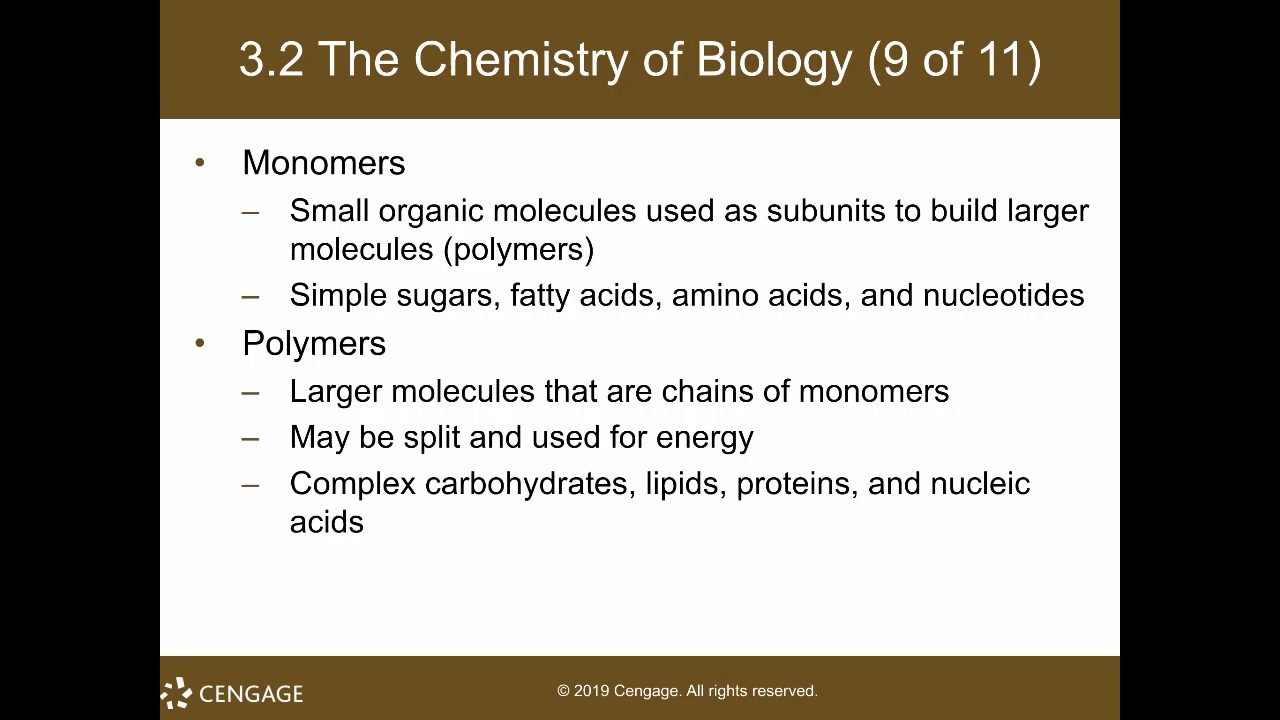 3.2 The Chemistry of Biology (9 of 11)
• Monomers
– Small organic molecules used as subunits to build larger
molecules (polymers)
– Simple sugars, fatty acids, amino acids, and nucleotides
• Polymers
– Larger molecules that are chains of monomers
– May be split and used for energy
– Complex carbohydrates, lipids, proteins, and nucleic
acids
CENGAGE
© 2019 Cengage. All rights reserved.